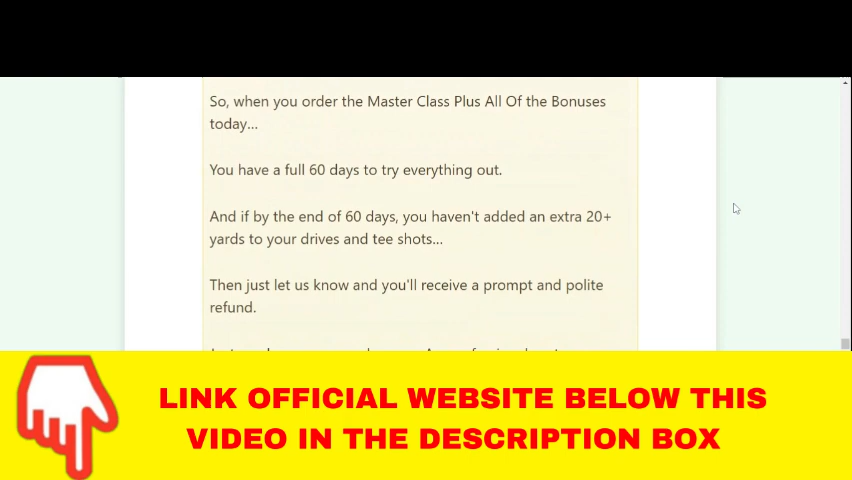 So, when you order the Master Class Plus All Of the Bonuses
today...
You have a full 60 days to try everything out.
And if by the end of 60 days, you haven't added an extra 20+
yards to your drives and tee shots...
Then just let us know and you'll receive a prompt and polite
refund.
LINK OFFICIAL WEBSITE BELOW THIS
VIDEO IN THE DESCRIPTION BOX